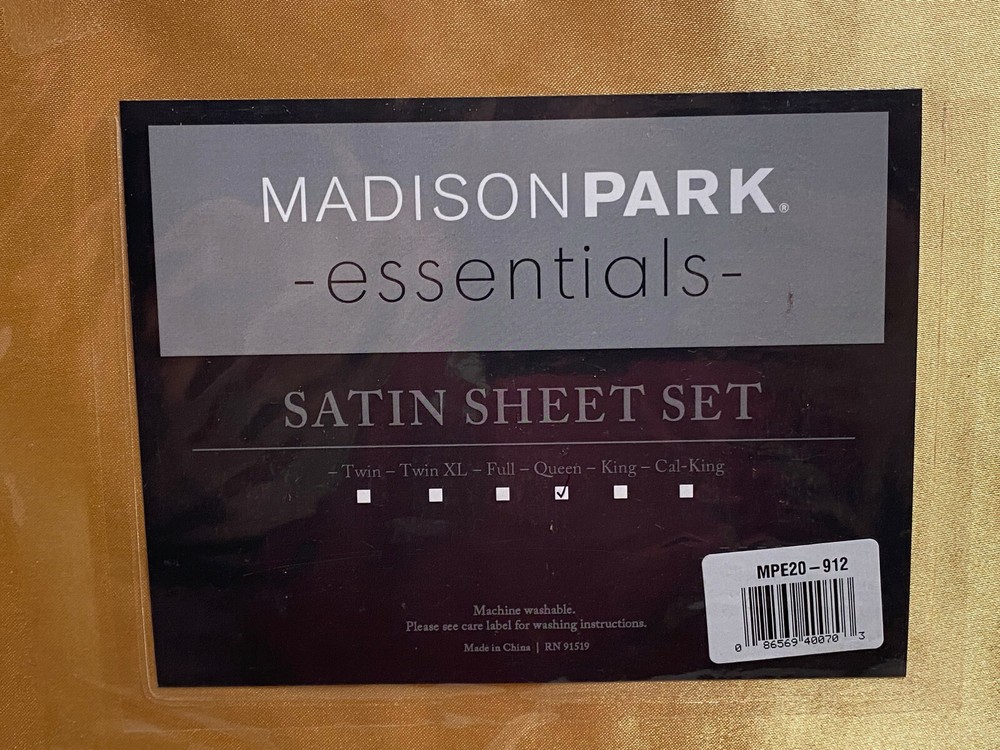 MADISONPARK®
-essentials-
SATIN SHEET SET
– Twin – Twin XL – Full – Queen – King – Cal-King
Machine washable.
Please see care label for washing instructions.
Made in China | RN 91519
MPE20–912
0 86569 40070 3